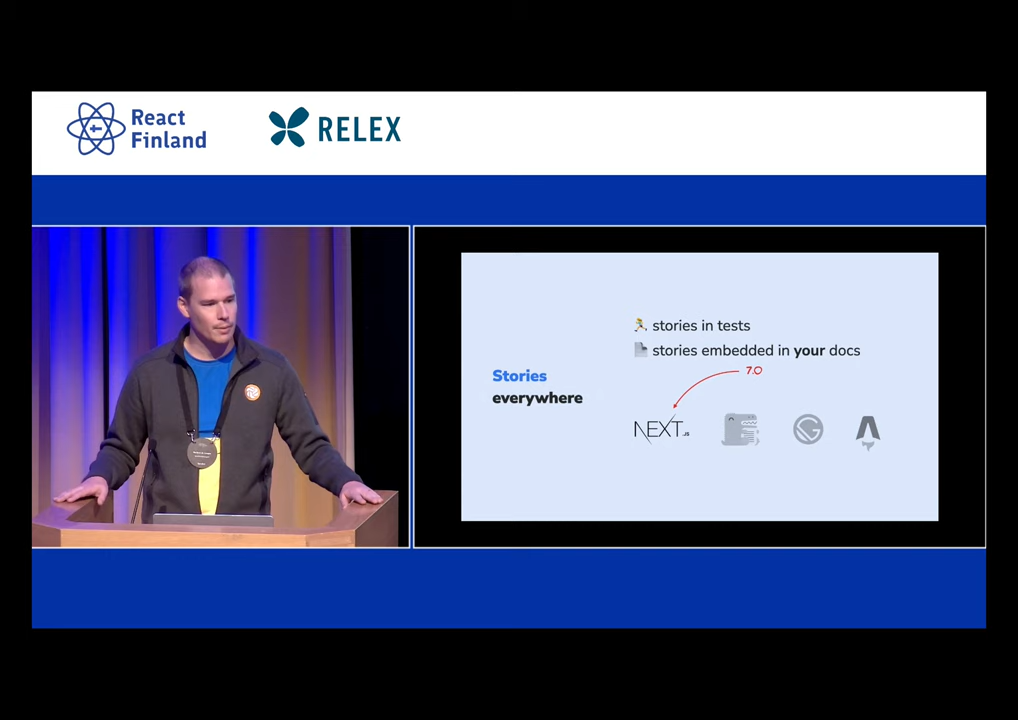 React
Finland
RELEX
stories in tests
stories embedded in your docs
Stories
everywhere
7.0
NEXT.JS